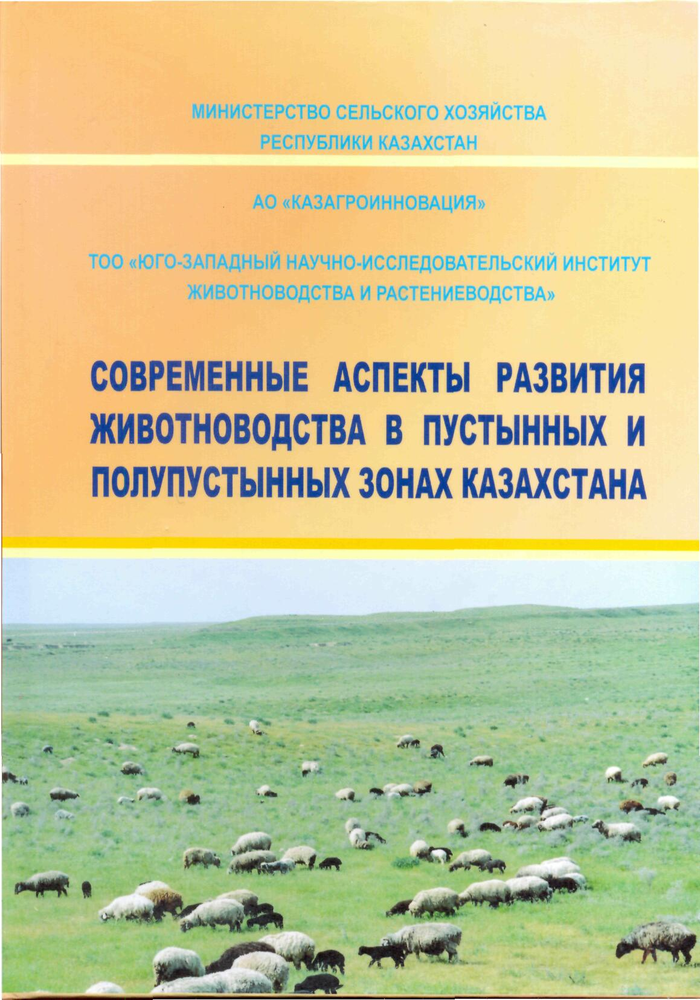 МИНИСТЕРСТВО СЕЛЬСКОГО ХОЗЯЙСТВА
РЕСПУБЛИКИ КАЗАХСТАН
АО «КАЗАГРОИННОВАЦИЯ»
ТОО «ЮГО-ЗАПАДНЫЙ НАУЧНО-ИССЛЕДОВАТЕЛЬСКИЙ ИНСТИТУТ
ЖИВОТНОВОДСТВА И РАСТЕНИЕВОДСТВА»
СОВРЕМЕННЫЕ АСПЕКТЫ РАЗВИТИЯ
ЖИВОТНОВОДСТВА В ПУСТЫННЫХ И
ПОЛУПУСТЫННЫХ ЗОНАХ КАЗАХСТАНА